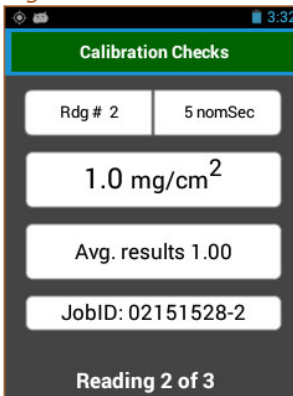 3:32
Calibration Checks
Rdg # 2 5 nomSec
1.0 mg/cm²
Avg. results 1.00
JobID: 02151528-2
Reading 2 of 3